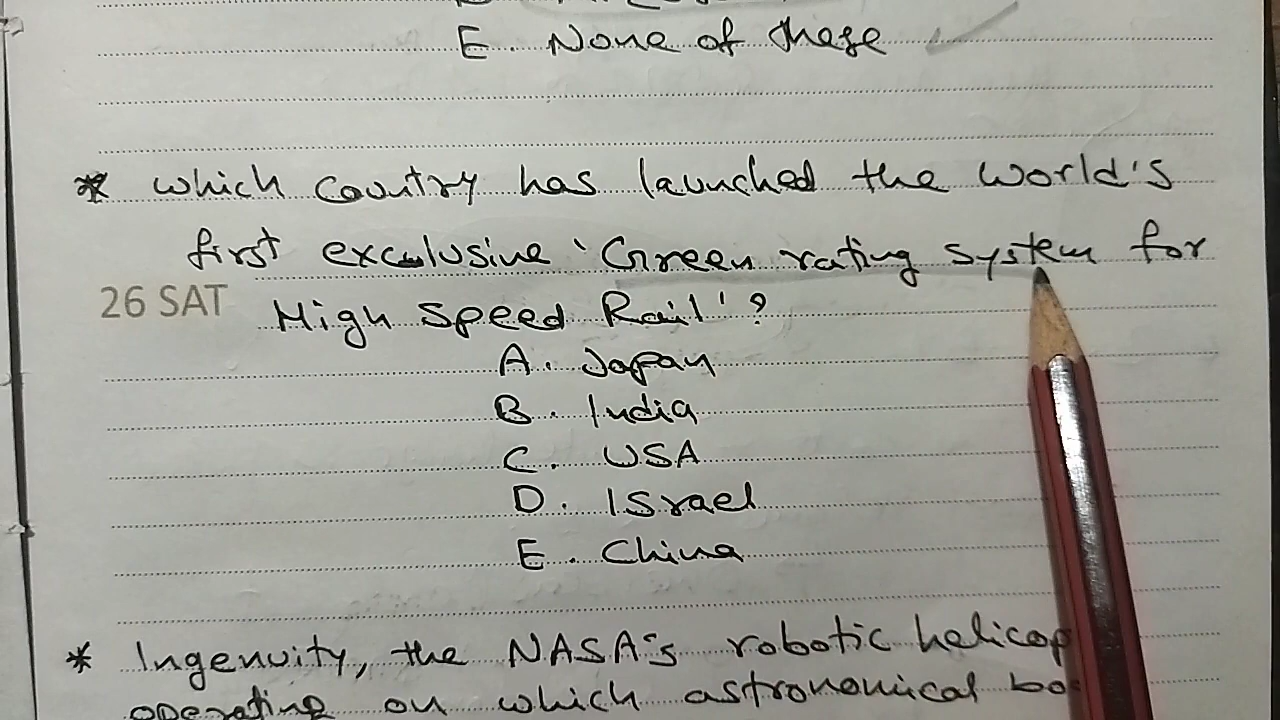 E. None of these
* which country has launched the world's
first exculusive 'Green rating system for
26 SAT High speed Rail'?
A. Japan
B. India
C. USA
D. Israel
E. China
* Ingenuity, the NASA's robotic helicop
operating on which astronomical bo